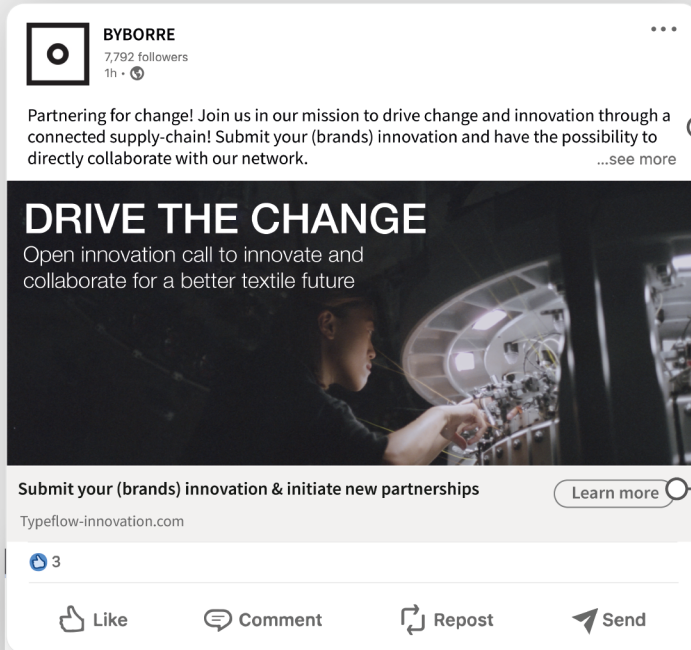 BYBORRE
7,792 followers
1h •
Partnering for change! Join us in our mission to drive change and innovation through a
connected supply-chain! Submit your (brands) innovation and have the possibility to
directly collaborate with our network.
...see more
DRIVE THE CHANGE
Open innovation call to innovate and
collaborate for a better textile future
Submit your (brands) innovation & initiate new partnerships
Learn more
Typeflow-innovation.com
3
Like Comment Repost Send